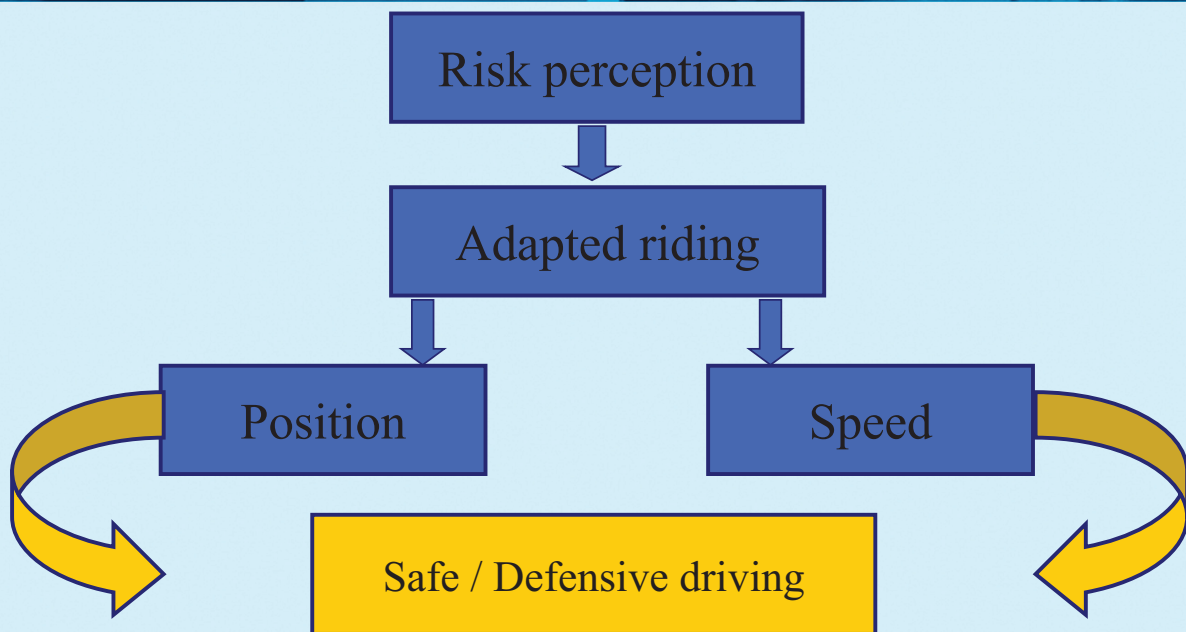 Risk perception
Adapted riding
Position
Speed
Safe / Defensive driving